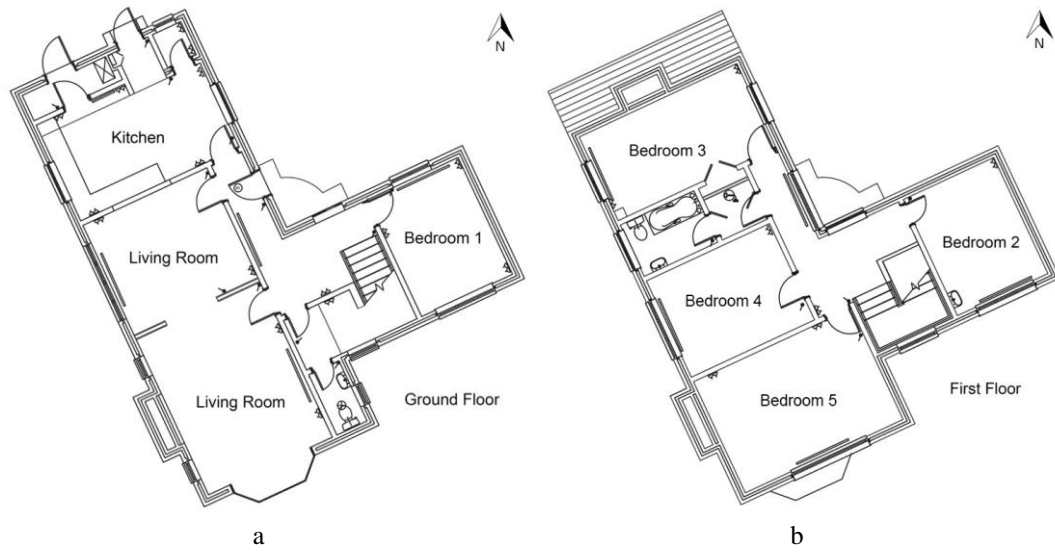 N
Kitchen
Living Room
Bedroom 1
Living Room
Ground Floor
a
N
Bedroom 3
Bedroom 2
Bedroom 4
Bedroom 5
First Floor
b